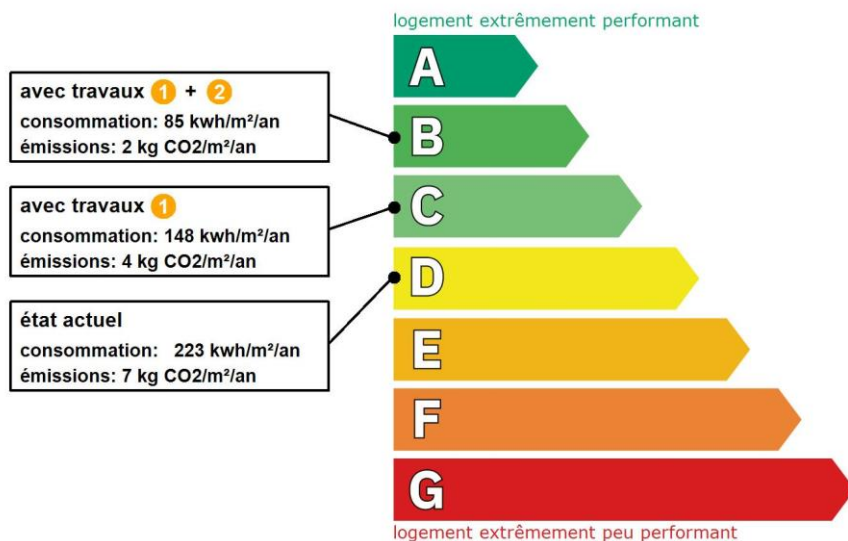 logement extrêmement performant
A
avec travaux 1 + 2
consommation: 85 kwh/m²/an
émissions: 2 kg CO2/m²/an
B
avec travaux 1
consommation: 148 kwh/m²/an
émissions: 4 kg CO2/m²/an
C
D
état actuel
consommation: 223 kwh/m²/an
émissions: 7 kg CO2/m²/an
E
F
G
logement extrêmement peu performant